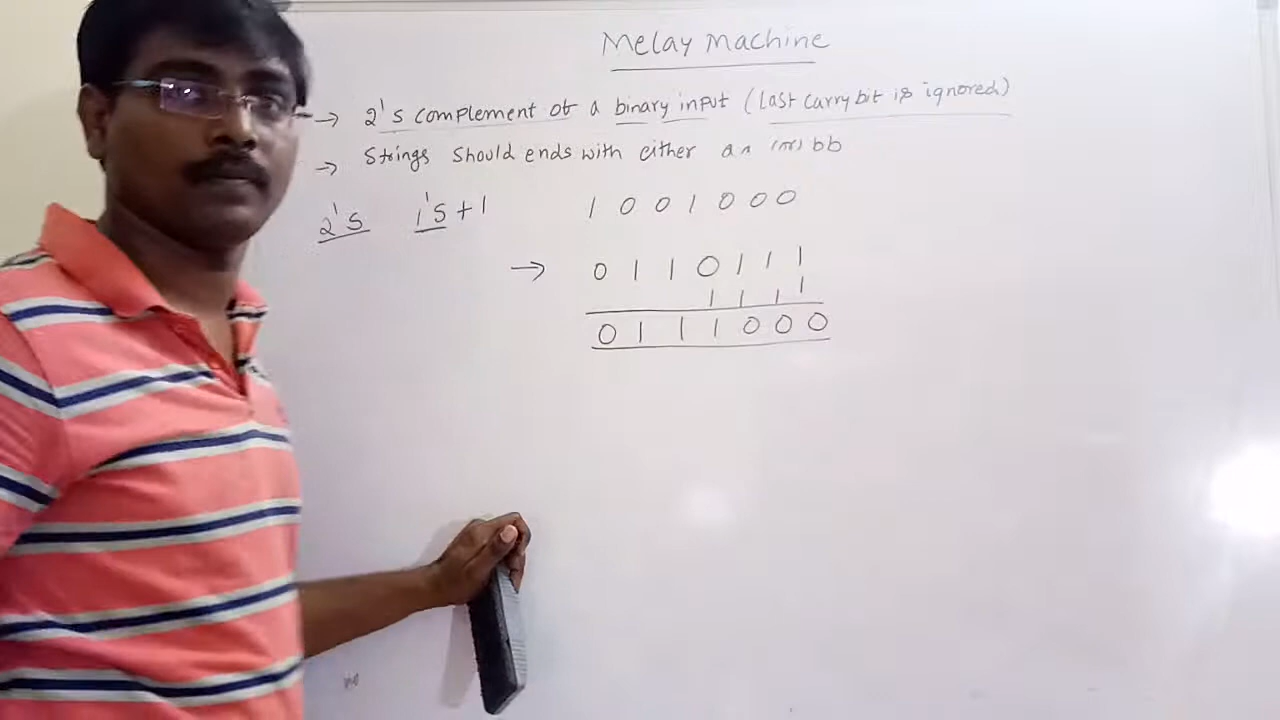 Melay Machine
→ 2's complement of a binary input (Last carry bit is ignored)
→ Strings should ends with either aa (or) bb
2's 1's + 1 1 0 0 1 0 0 0
→ 0 1 1 0 1 1 1
1 1 1 1
0 1 1 1 0 0 0